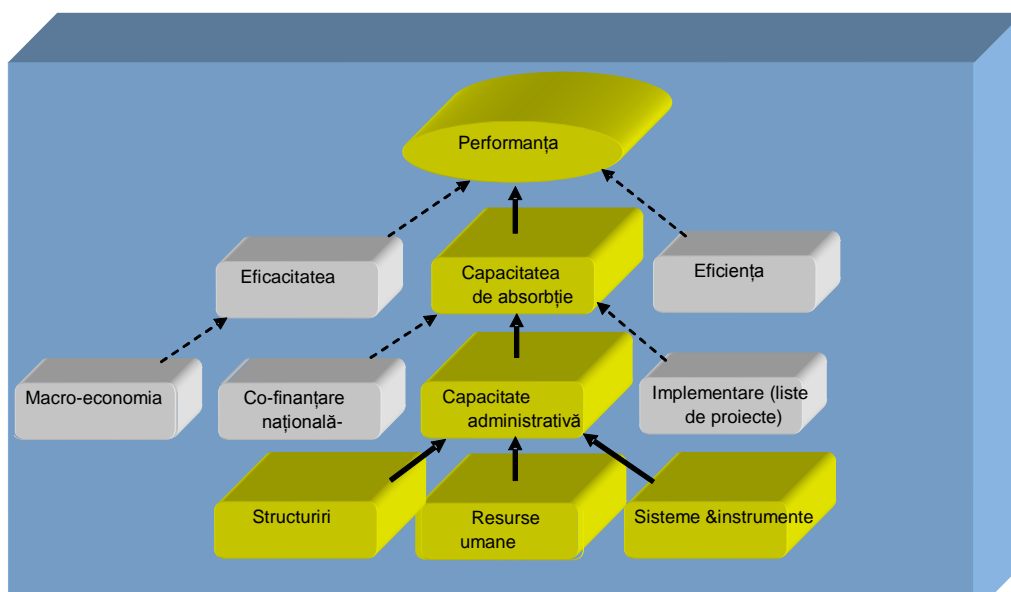 Performanța
Eficacitatea
Capacitatea
de absorbție
Eficiența
Macro-economia
Co-finanțare
națională-
Capacitate
administrativă
Implementare (liste
de proiecte)
Structuriri
Resurse
umane
Sisteme &instrumente